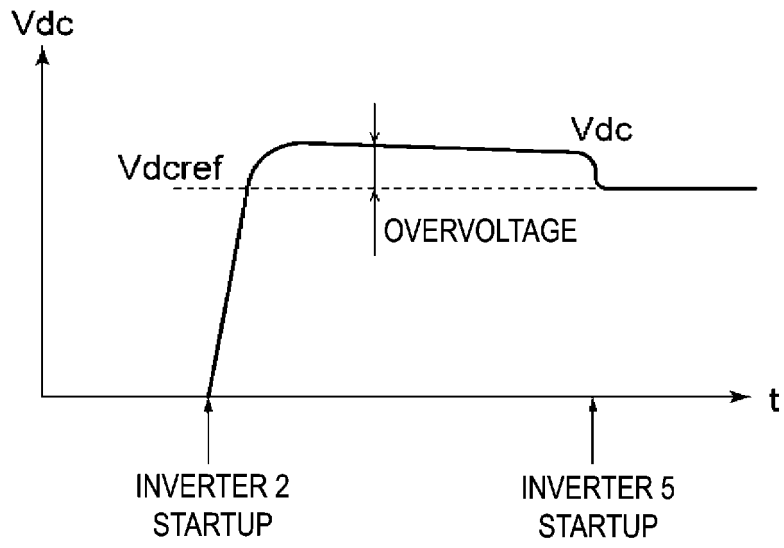 Vdc
Vdc
Vdcref
OVERVOLTAGE
t
INVERTER 2
STARTUP
INVERTER 5
STARTUP